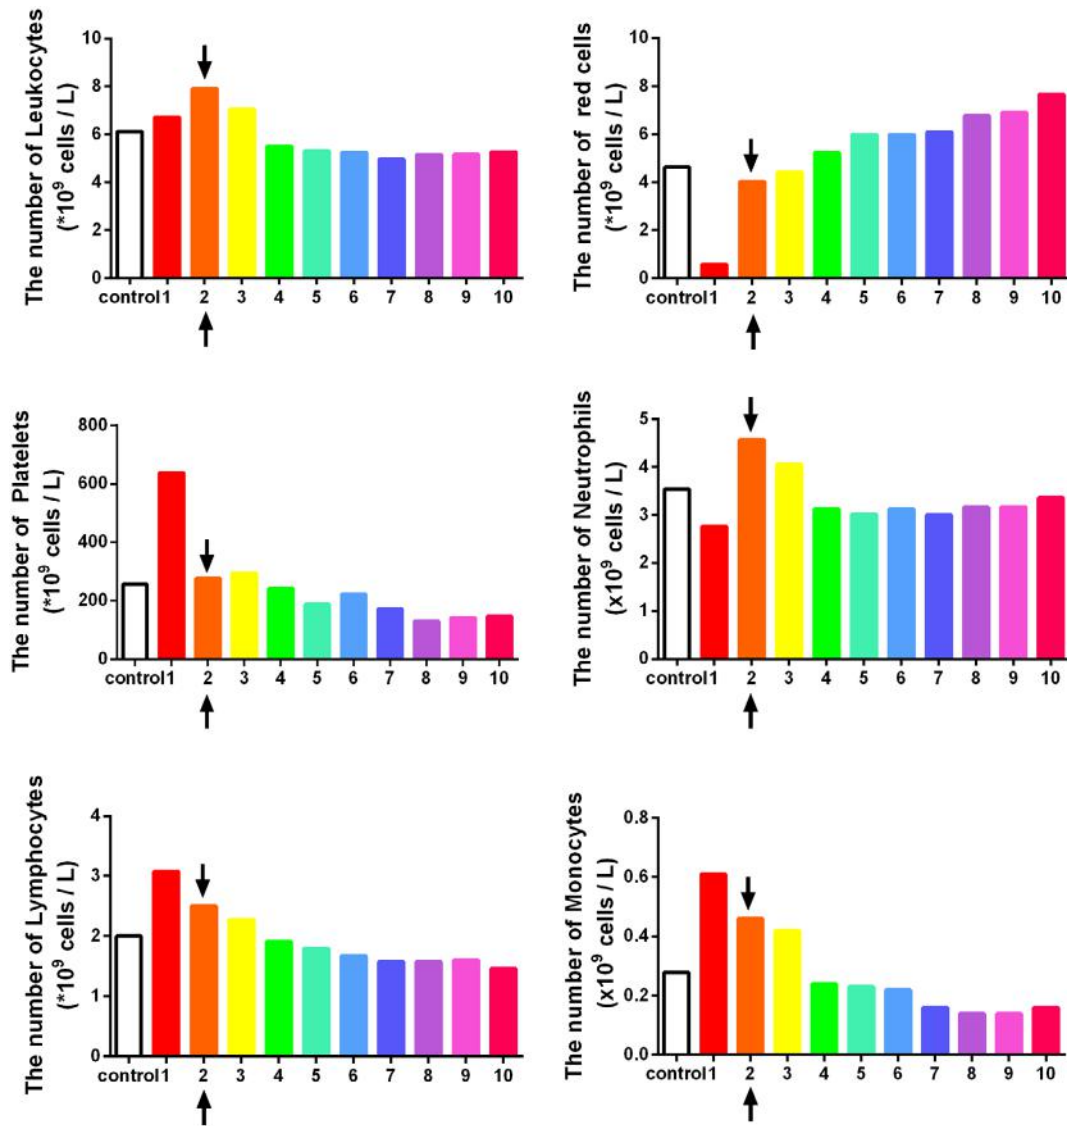 The number of Leukocytes
(*10⁹ cells / L)
10
8
6
4
2
0
control 1 2 3 4 5 6 7 8 9 10
The number of red cells
(*10⁹ cells / L)
10
8
6
4
2
0
control 1 2 3 4 5 6 7 8 9 10
The number of Platelets
(*10⁹ cells / L)
800
600
400
200
0
control 1 2 3 4 5 6 7 8 9 10
The number of Neutrophils
(x10⁹ cells / L)
5
4
3
2
1
0
control 1 2 3 4 5 6 7 8 9 10
The number of Lymphocytes
(*10⁹ cells / L)
4
3
2
1
0
control 1 2 3 4 5 6 7 8 9 10
The number of Monocytes
(x10⁹ cells / L)
0.8
0.6
0.4
0.2
0.0
control 1 2 3 4 5 6 7 8 9 10